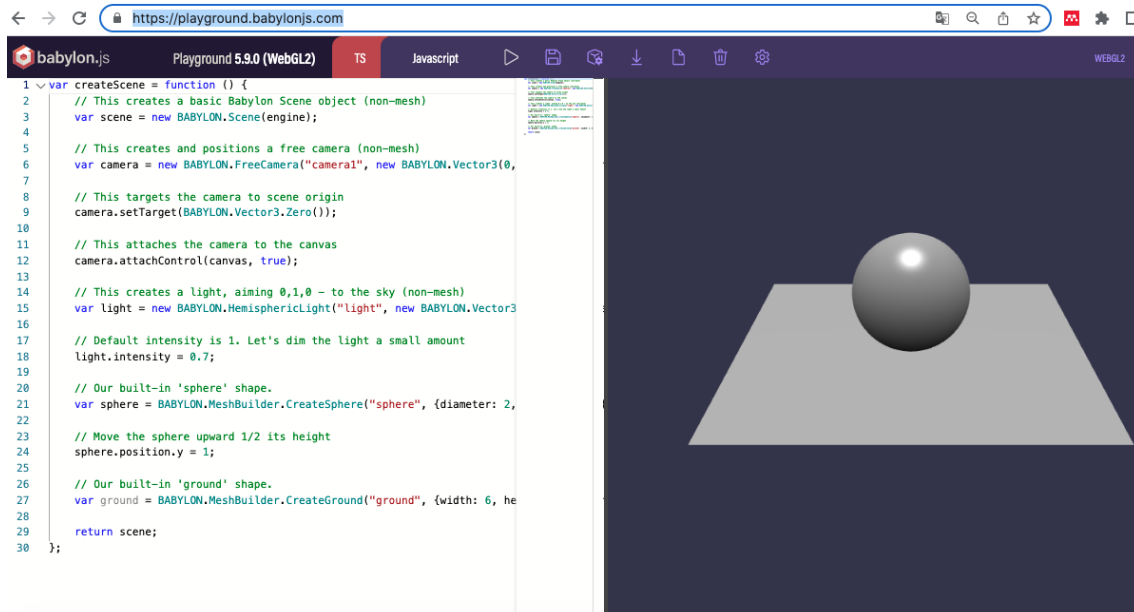 https://playground.babylonjs.com
babylon.js Playground 5.9.0 (WebGL2) TS Javascript WEBGL2
1 var createScene = function () {
2 // This creates a basic Babylon Scene object (non-mesh)
3 var scene = new BABYLON.Scene(engine);
4
5 // This creates and positions a free camera (non-mesh)
6 var camera = new BABYLON.FreeCamera("camera1", new BABYLON.Vector3(0,
7
8 // This targets the camera to scene origin
9 camera.setTarget(BABYLON.Vector3.Zero());
10
11 // This attaches the camera to the canvas
12 camera.attachControl(canvas, true);
13
14 // This creates a light, aiming 0,1,0 - to the sky (non-mesh)
15 var light = new BABYLON.HemisphericLight("light", new BABYLON.Vector3
16
17 // Default intensity is 1. Let's dim the light a small amount
18 light.intensity = 0.7;
19
20 // Our built-in 'sphere' shape.
21 var sphere = BABYLON.MeshBuilder.CreateSphere("sphere", {diameter: 2,
22
23 // Move the sphere upward 1/2 its height
24 sphere.position.y = 1;
25
26 // Our built-in 'ground' shape.
27 var ground = BABYLON.MeshBuilder.CreateGround("ground", {width: 6, he
28
29 return scene;
30 };